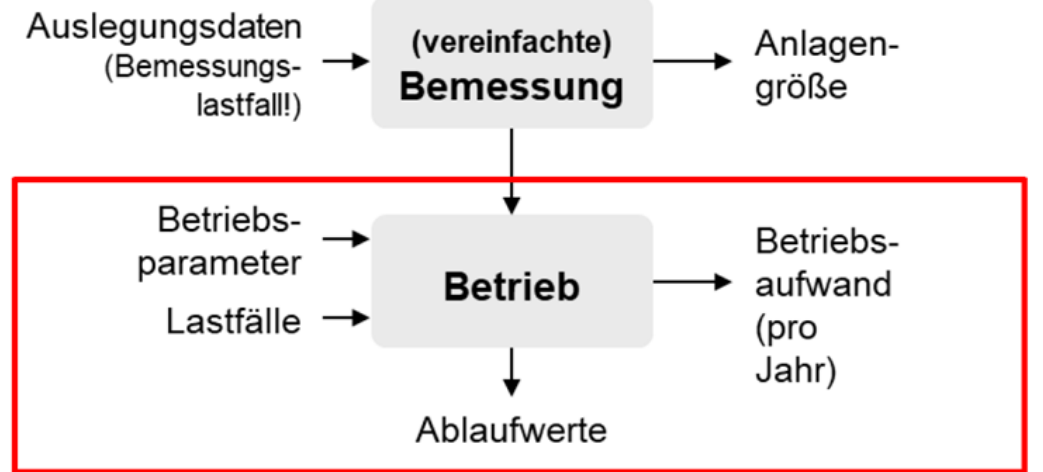 Auslegungsdaten
(Bemessungs-
lastfall!)
(vereinfachte)
Bemessung
Anlagen-
größe
Betriebs-
parameter
Lastfälle
Betrieb
Betriebs-
aufwand
(pro
Jahr)
Ablaufwerte